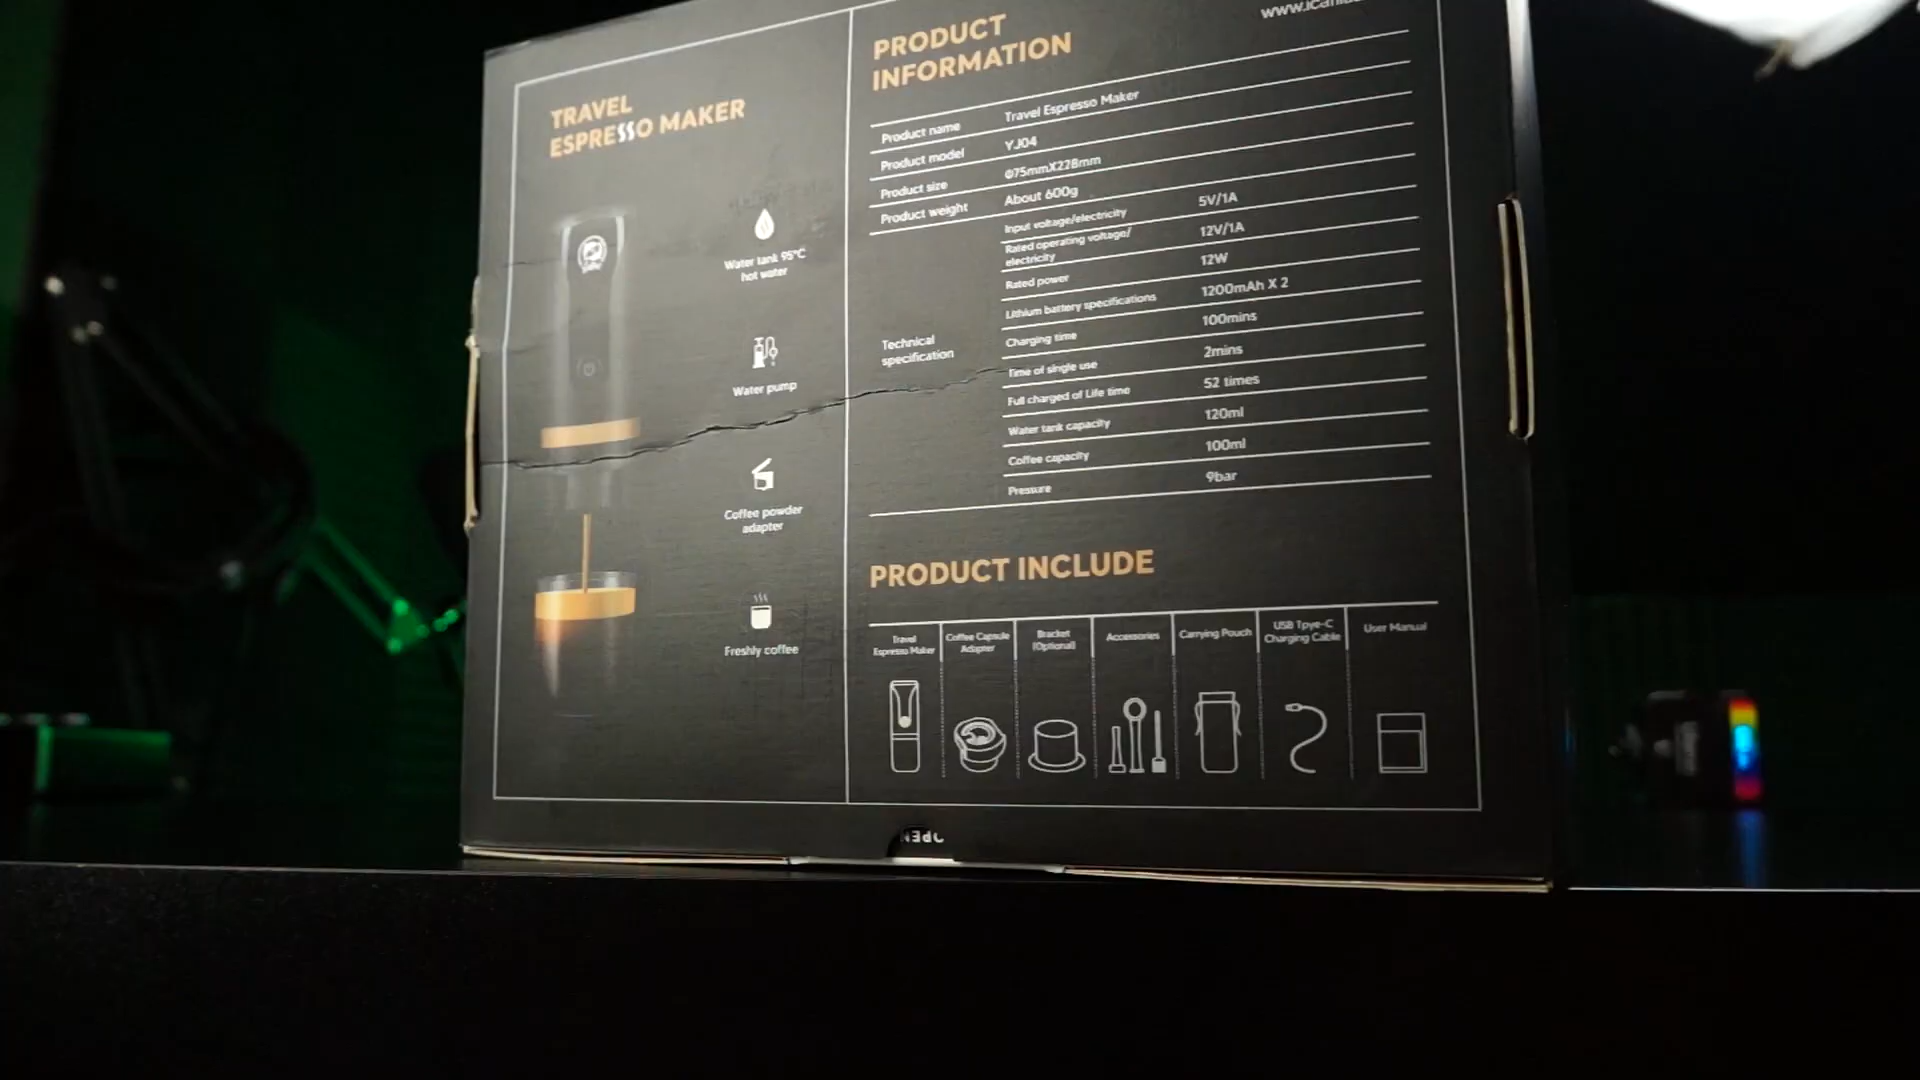 TRAVEL
ESPRESSO MAKER
Water tank 95°C
hot water
Water pump
Coffee powder
adapter
Freshly coffee
PRODUCT
INFORMATION
Product name Travel Espresso Maker
Product model YJ04
Product size Φ75mmX228mm
Product weight About 600g
Technical
specification
Input voltage/electricity 5V/1A
Rated operating voltage/
electricity 12V/1A
Rated power 12W
Lithium battery specifications 1200mAh X 2
Charging time 100mins
Time of single use 2mins
Full charged of Life time 52 times
Water tank capacity 120ml
Coffee capacity 100ml
Pressure 9bar
PRODUCT INCLUDE
Travel
Espresso Maker
Coffee Capsule
Adapter
Bracket
(Optional)
Accessories
Carrying Pouch
USB Tpye-C
Charging Cable
User Manual
OPEN